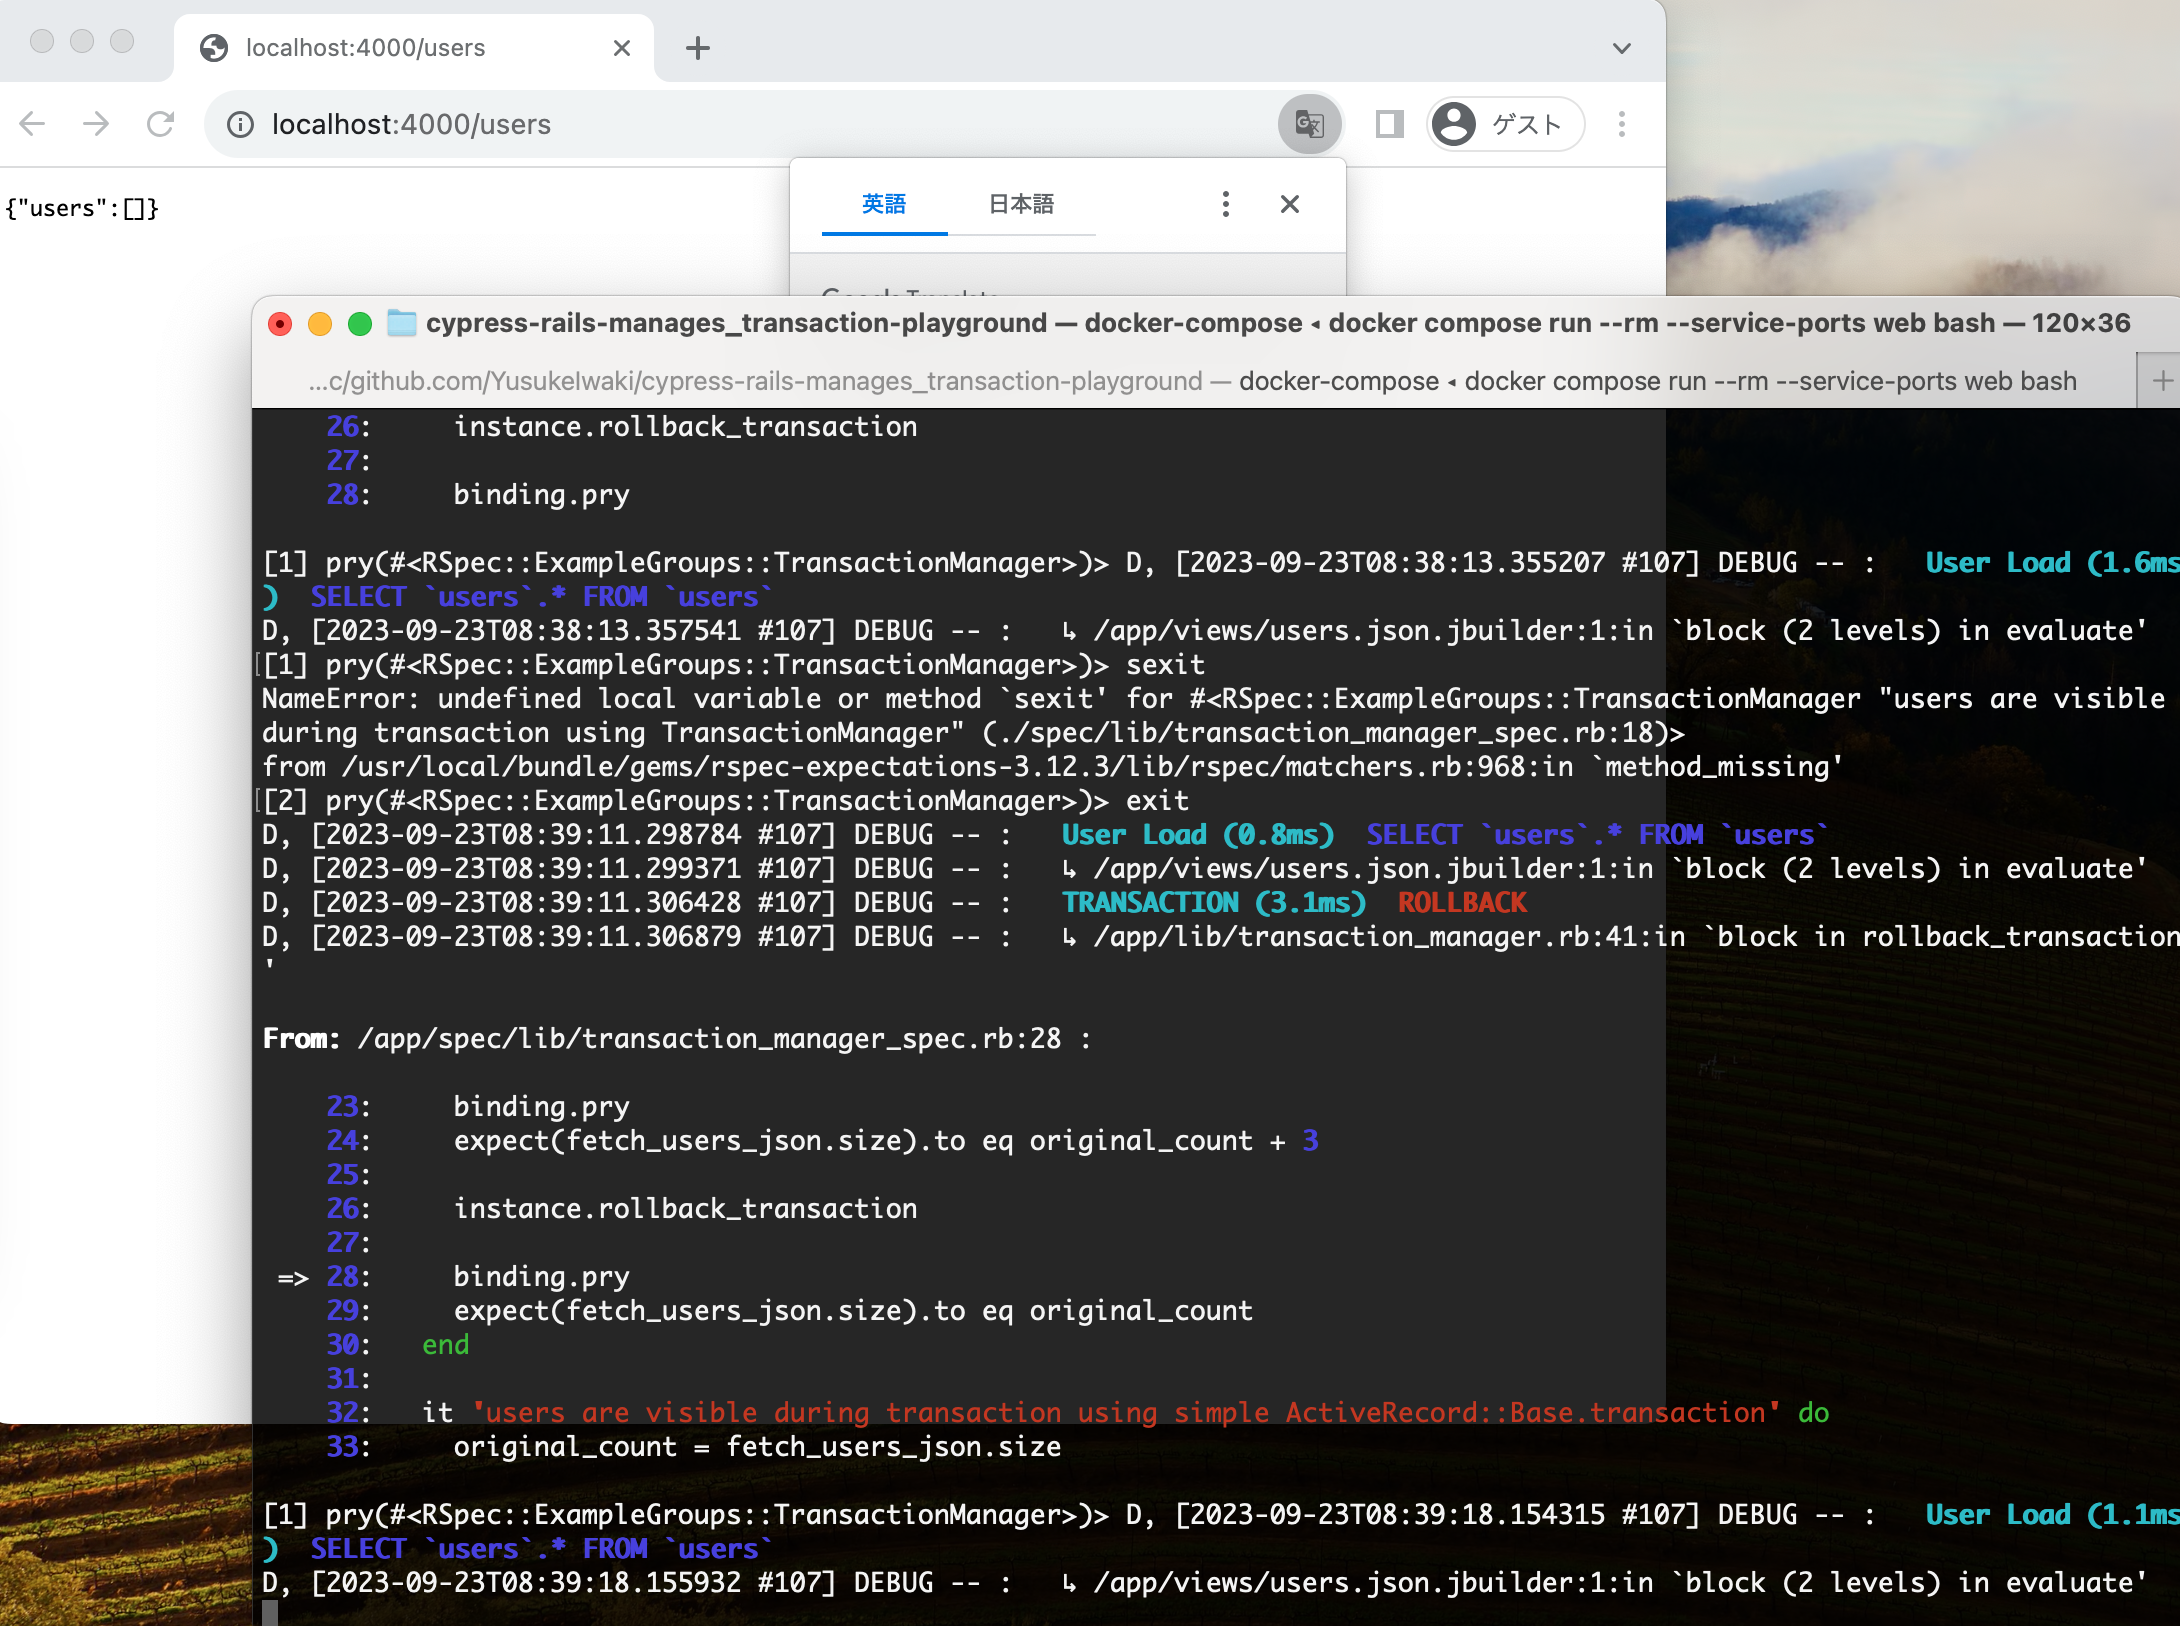 localhost:4000/users
localhost:4000/users
ゲスト
{"users":[]}
英語 日本語
cypress-rails-manages_transaction-playground — docker-compose ◂ docker compose run --rm --service-ports web bash — 120×36
...c/github.com/YusukeIwaki/cypress-rails-manages_transaction-playground — docker-compose ◂ docker compose run --rm --service-ports web bash
26:     instance.rollback_transaction
27:
28:     binding.pry
[1] pry(#<RSpec::ExampleGroups::TransactionManager>)> D, [2023-09-23T08:38:13.355207 #107] DEBUG -- :   User Load (1.6ms
)  SELECT `users`.* FROM `users`
D, [2023-09-23T08:38:13.357541 #107] DEBUG -- :   ↳ /app/views/users.json.jbuilder:1:in `block (2 levels) in evaluate'
[1] pry(#<RSpec::ExampleGroups::TransactionManager>)> sexit
NameError: undefined local variable or method `sexit' for #<RSpec::ExampleGroups::TransactionManager "users are visible
during transaction using TransactionManager" (./spec/lib/transaction_manager_spec.rb:18)>
from /usr/local/bundle/gems/rspec-expectations-3.12.3/lib/rspec/matchers.rb:968:in `method_missing'
[2] pry(#<RSpec::ExampleGroups::TransactionManager>)> exit
D, [2023-09-23T08:39:11.298784 #107] DEBUG -- :   User Load (0.8ms)  SELECT `users`.* FROM `users`
D, [2023-09-23T08:39:11.299371 #107] DEBUG -- :   ↳ /app/views/users.json.jbuilder:1:in `block (2 levels) in evaluate'
D, [2023-09-23T08:39:11.306428 #107] DEBUG -- :   TRANSACTION (3.1ms)  ROLLBACK
D, [2023-09-23T08:39:11.306879 #107] DEBUG -- :   ↳ /app/lib/transaction_manager.rb:41:in `block in rollback_transaction
'
From: /app/spec/lib/transaction_manager_spec.rb:28 :
23:     binding.pry
24:     expect(fetch_users_json.size).to eq original_count + 3
25:
26:     instance.rollback_transaction
27:
=> 28:     binding.pry
29:     expect(fetch_users_json.size).to eq original_count
30:   end
31:
32:   it 'users are visible during transaction using simple ActiveRecord::Base.transaction' do
33:     original_count = fetch_users_json.size
[1] pry(#<RSpec::ExampleGroups::TransactionManager>)> D, [2023-09-23T08:39:18.154315 #107] DEBUG -- :   User Load (1.1ms
)  SELECT `users`.* FROM `users`
D, [2023-09-23T08:39:18.155932 #107] DEBUG -- :   ↳ /app/views/users.json.jbuilder:1:in `block (2 levels) in evaluate'